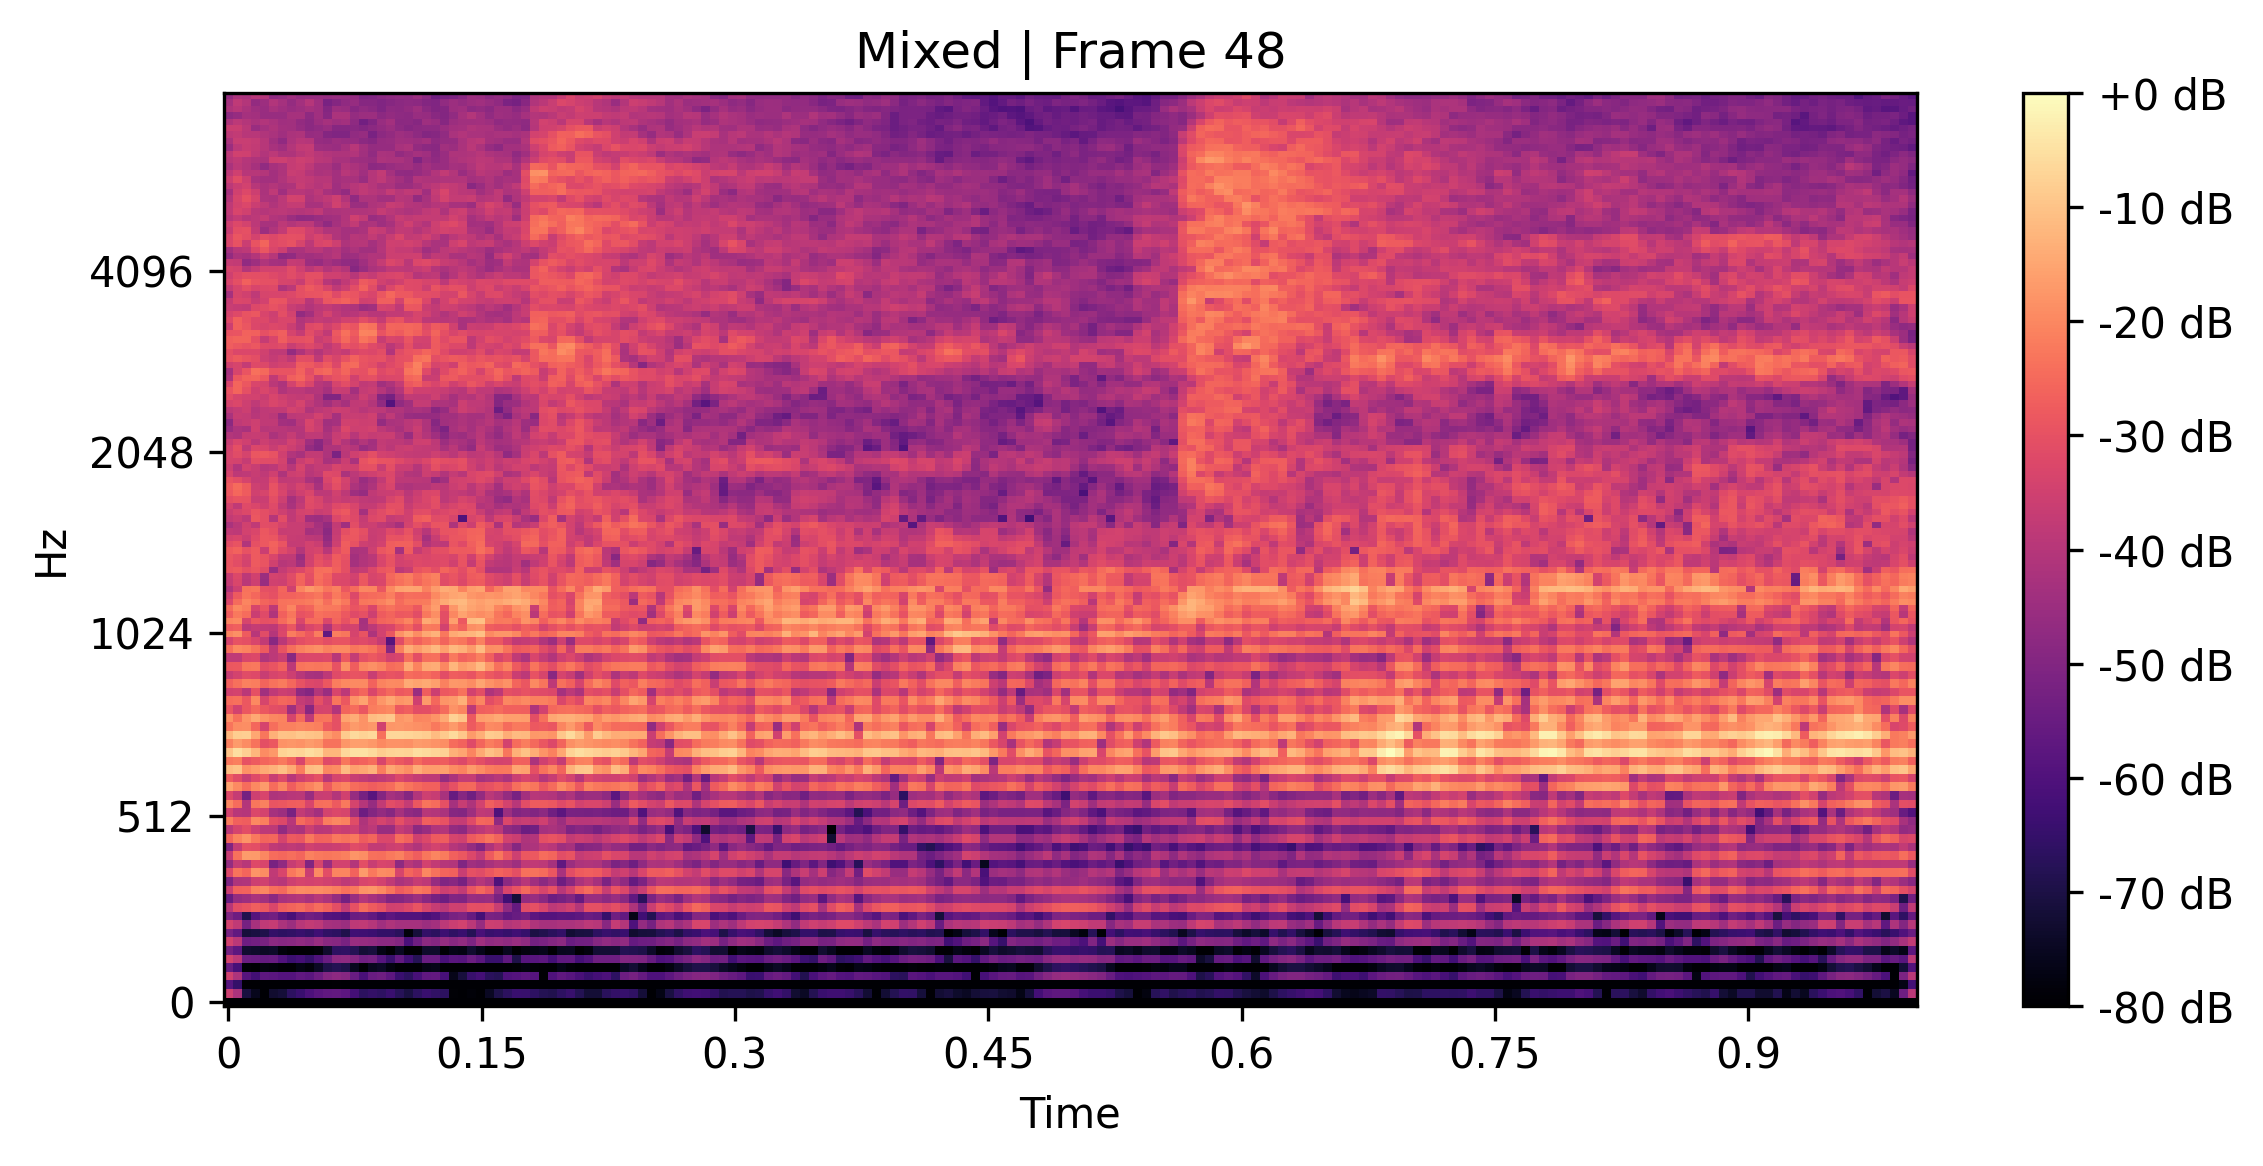 Mixed | Frame 48
Hz
4096
2048
1024
512
0
0 0.15 0.3 0.45 0.6 0.75 0.9
Time
+0 dB
-10 dB
-20 dB
-30 dB
-40 dB
-50 dB
-60 dB
-70 dB
-80 dB